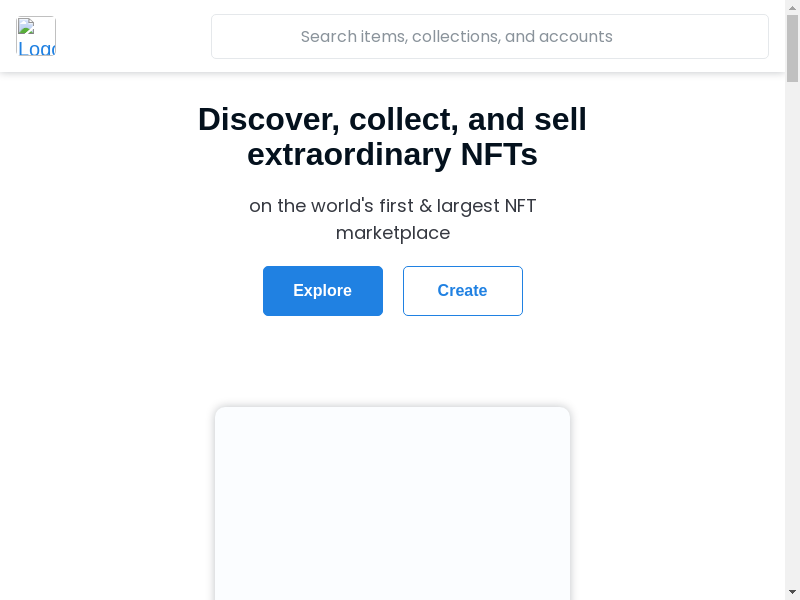 Logo
Search items, collections, and accounts
Discover, collect, and sell
extraordinary NFTs
on the world's first & largest NFT
marketplace
Explore
Create